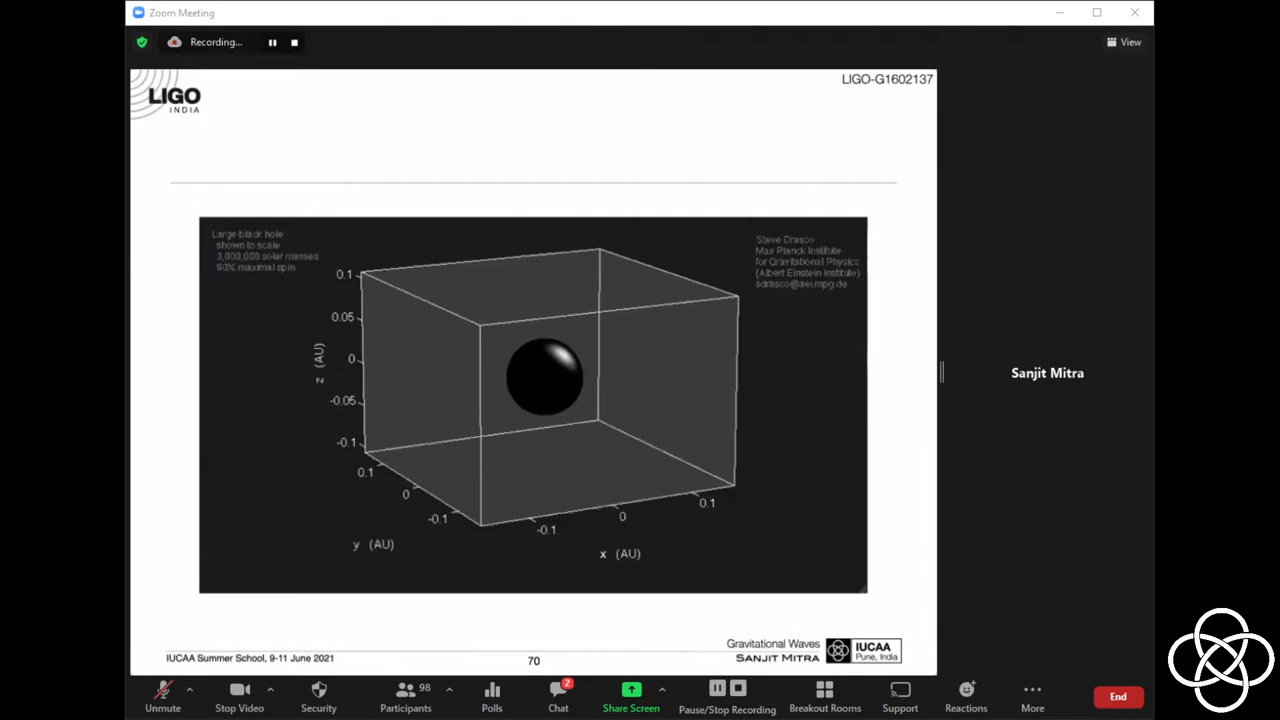 Zoom Meeting
Recording...
View
LIGO-G1602137
LIGO
INDIA
Large black hole:
shown to scale
3,000,000 solar masses
90% maximal spin
Steve Drasco
Max Planck Institute
for Gravitational Physics
(Albert Einstein Institute)
sdrasco@aei.mpg.de
0.1
0.05
0
-0.05
-0.1
z (AU)
0.1
0
-0.1
y (AU)
-0.1
0
0.1
x (AU)
Sanjit Mitra
IUCAA Summer School, 9-11 June 2021
70
Gravitational Waves
SANJIT MITRA
IUCAA
Pune, India
Unmute
Stop Video
Security
98
Participants
Polls
2
Chat
Share Screen
Pause/Stop Recording
Breakout Rooms
Support
Reactions
More
End